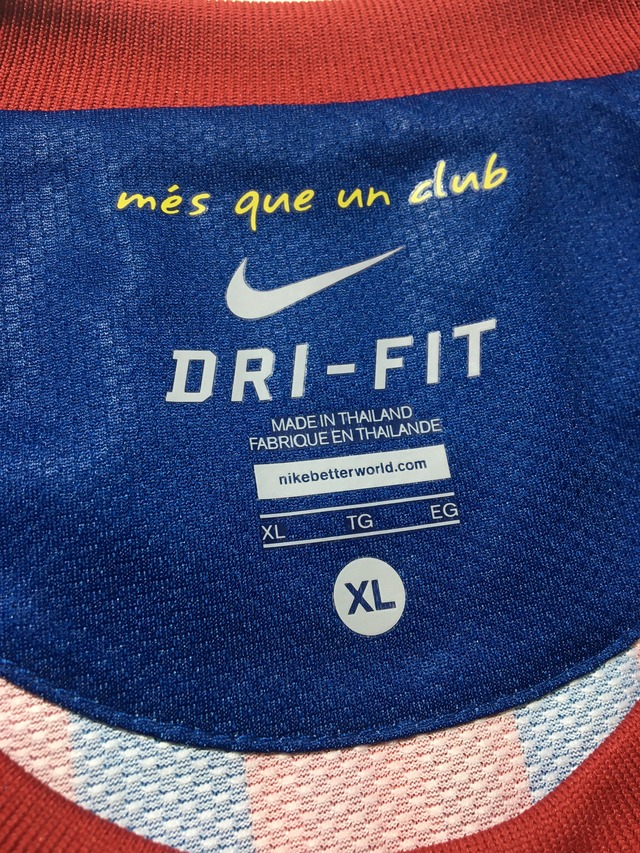 més que un club
DRI-FIT
MADE IN THAILAND
FABRIQUE EN THAILANDE
nikebetterworld.com
XL TG EG
XL